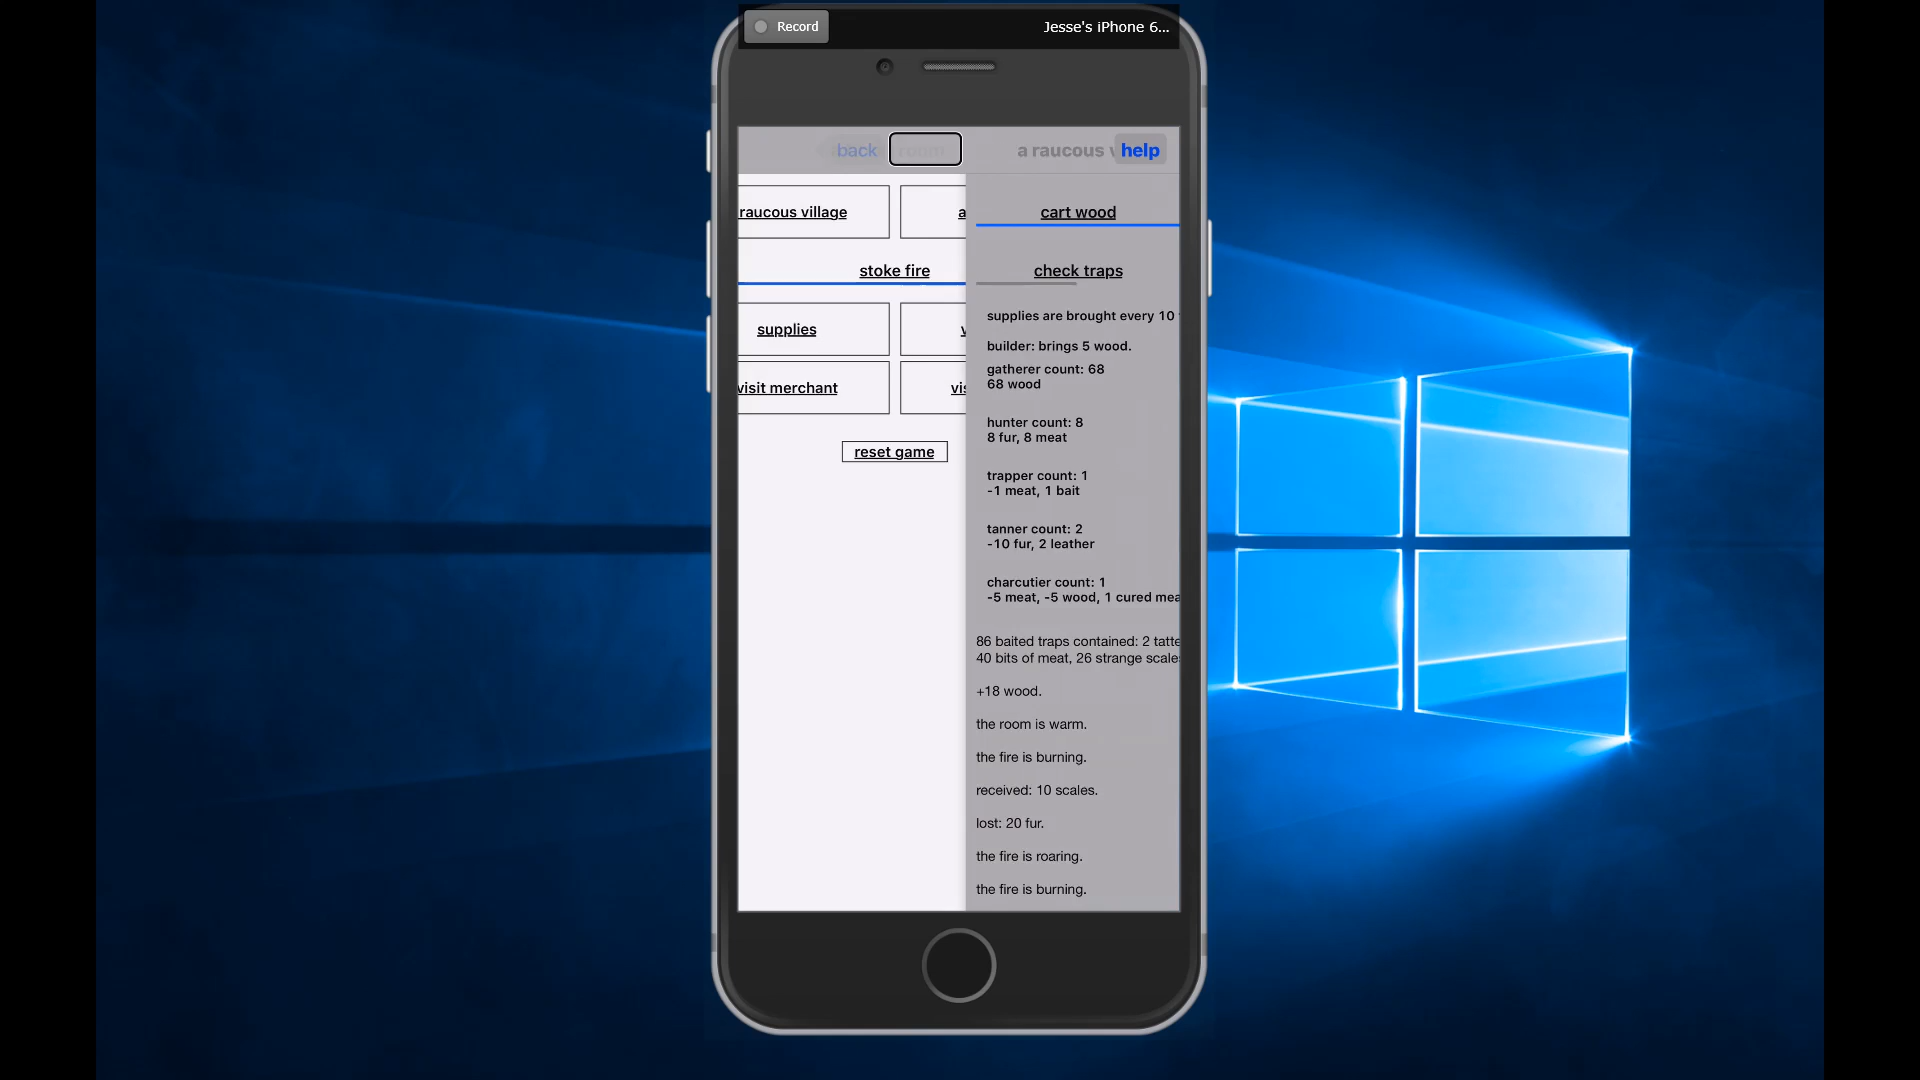 Record
Jesse's iPhone 6...
back
room
a raucous v
help
raucous village
a
stoke fire
supplies
v
visit merchant
vis
reset game
cart wood
check traps
supplies are brought every 10
builder: brings 5 wood.
gatherer count: 68
68 wood
hunter count: 8
8 fur, 8 meat
trapper count: 1
-1 meat, 1 bait
tanner count: 2
-10 fur, 2 leather
charcutier count: 1
-5 meat, -5 wood, 1 cured mea
86 baited traps contained: 2 tatte
40 bits of meat, 26 strange scale
+18 wood.
the room is warm.
the fire is burning.
received: 10 scales.
lost: 20 fur.
the fire is roaring.
the fire is burning.